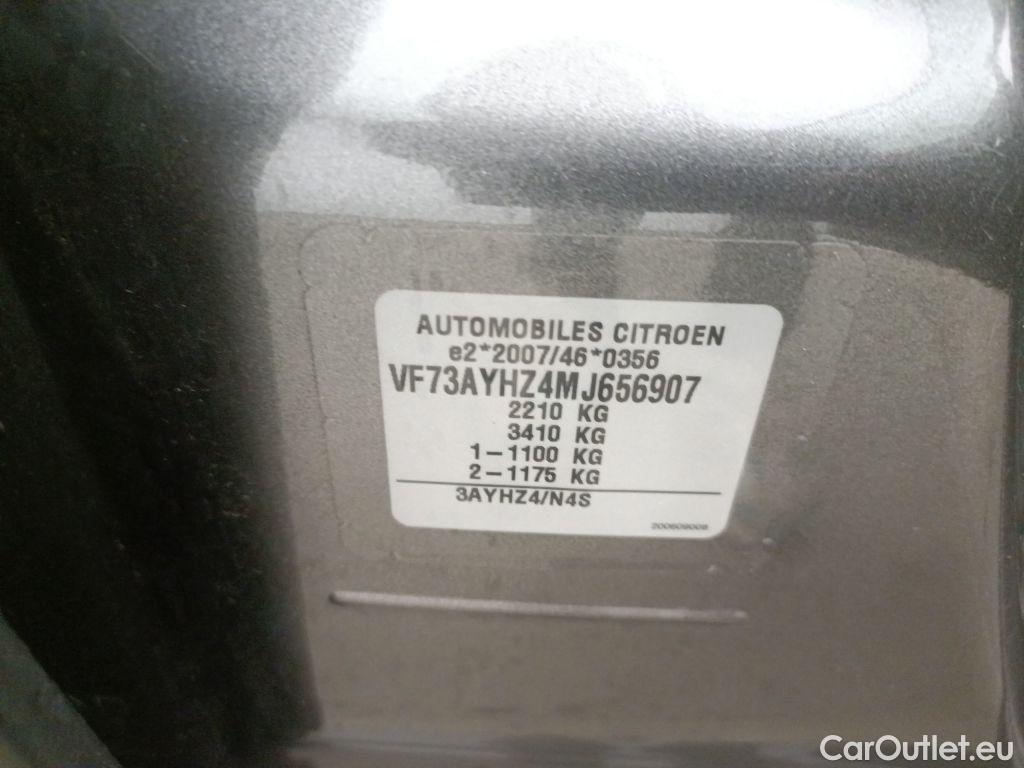 AUTOMOBILES CITROEN
e2*2007/46*0356
VF73AYHZ4MJ656907
2210 KG
3410 KG
1-1100 KG
2-1175 KG
3AYHZ4/N4S
200609008
CarOutlet.eu